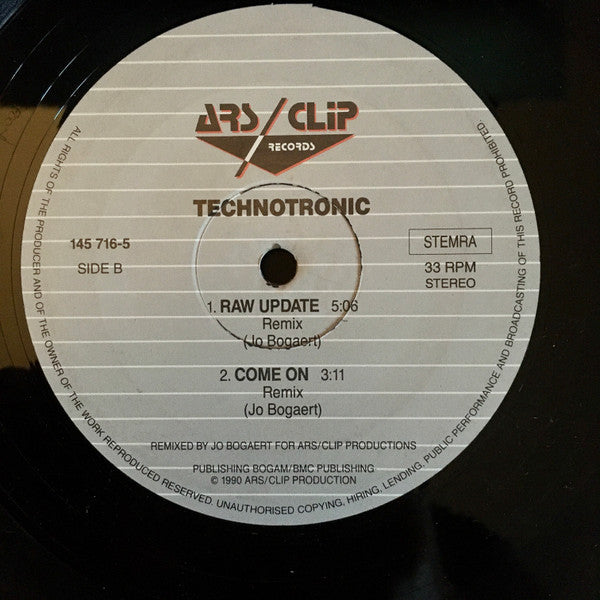 ARS/CLIP
RECORDS
TECHNOTRONIC
145 716-5
SIDE B
STEMRA
33 RPM
STEREO
1. RAW UPDATE 5:06
Remix
(Jo Bogaert)
2. COME ON 3:11
Remix
(Jo Bogaert)
REMIXED BY JO BOGAERT FOR ARS/CLIP PRODUCTIONS
PUBLISHING BOGAM/BMC PUBLISHING
© 1990 ARS/CLIP PRODUCTION
ALL RIGHTS OF THE PRODUCER AND OF THE OWNER OF THE WORK REPRODUCED RESERVED. UNAUTHORISED COPYING, HIRING, LENDING, PUBLIC PERFORMANCE AND BROADCASTING OF THIS RECORD PROHIBITED.